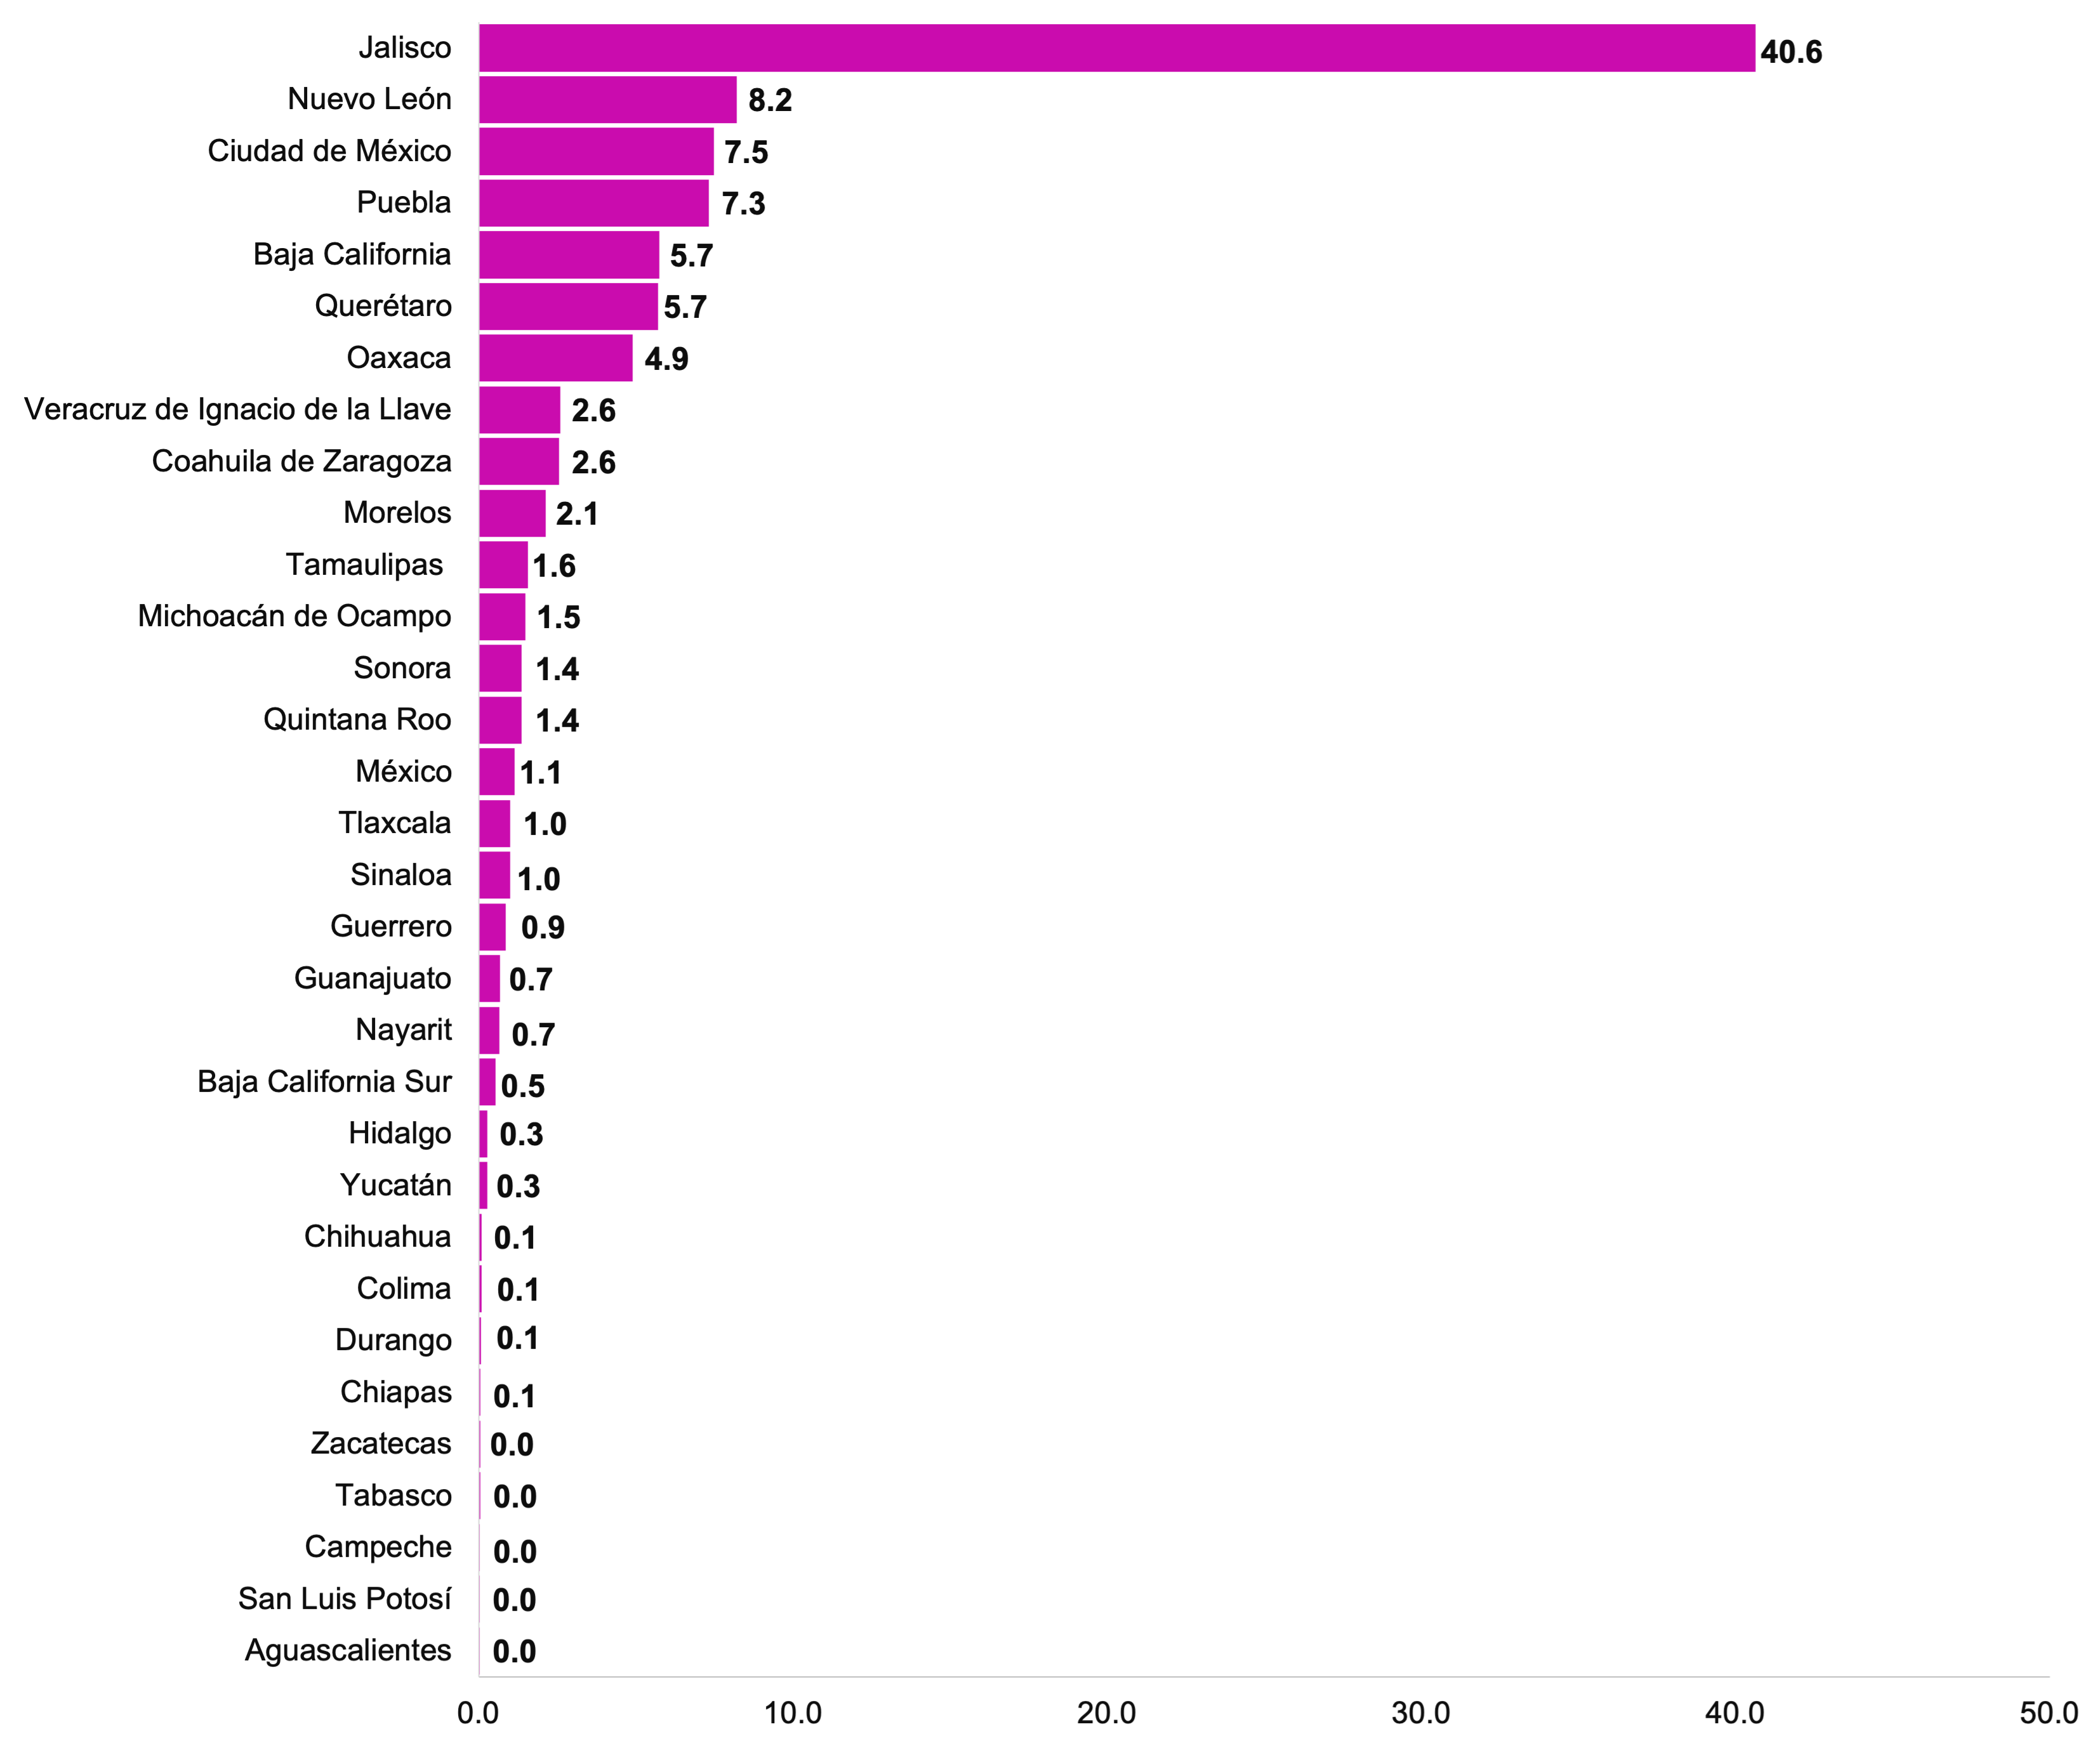 Jalisco 40.6
Nuevo León 8.2
Ciudad de México 7.5
Puebla 7.3
Baja California 5.7
Querétaro 5.7
Oaxaca 4.9
Veracruz de Ignacio de la Llave 2.6
Coahuila de Zaragoza 2.6
Morelos 2.1
Tamaulipas 1.6
Michoacán de Ocampo 1.5
Sonora 1.4
Quintana Roo 1.4
México 1.1
Tlaxcala 1.0
Sinaloa 1.0
Guerrero 0.9
Guanajuato 0.7
Nayarit 0.7
Baja California Sur 0.5
Hidalgo 0.3
Yucatán 0.3
Chihuahua 0.1
Colima 0.1
Durango 0.1
Chiapas 0.1
Zacatecas 0.0
Tabasco 0.0
Campeche 0.0
San Luis Potosí 0.0
Aguascalientes 0.0
0.0 10.0 20.0 30.0 40.0 50.0